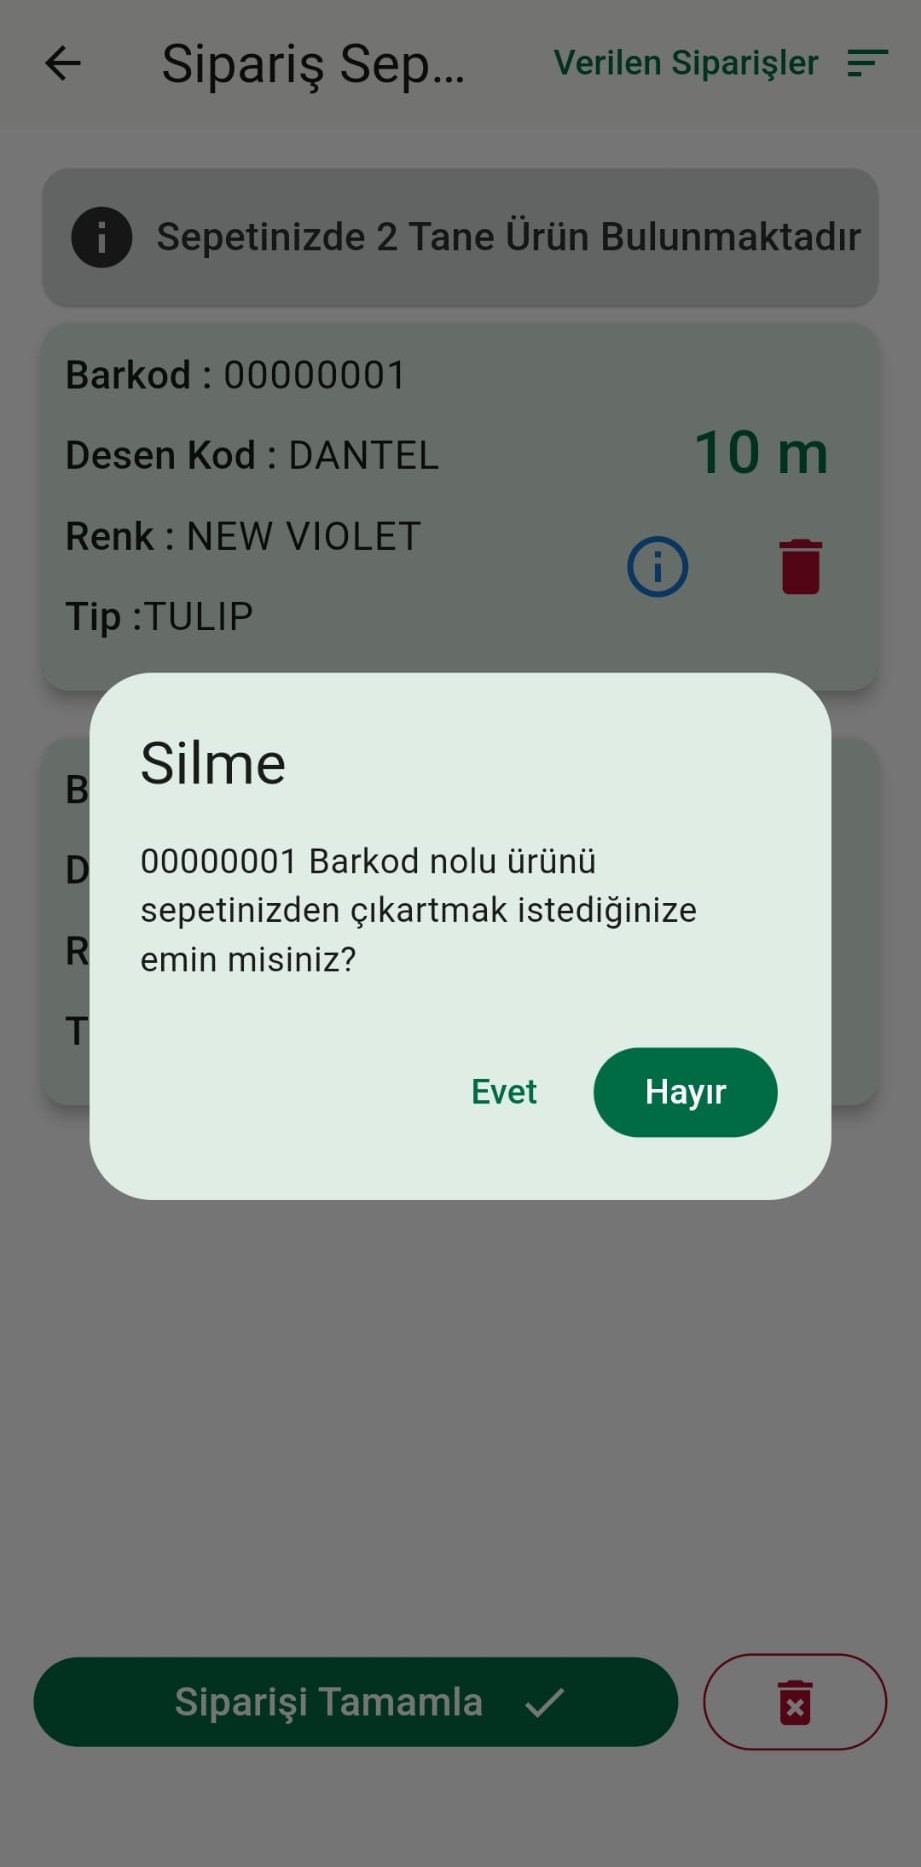 Sipariş Sep...
Verilen Siparişler
Sepetinizde 2 Tane Ürün Bulunmaktadır
Barkod : 00000001
Desen Kod : DANTEL
10 m
Renk : NEW VIOLET
Tip :TULIP
Silme
00000001 Barkod nolu ürünü
sepetinizden çıkartmak istediğinize
emin misiniz?
B
D
R
T
Evet
Hayır
Siparişi Tamamla